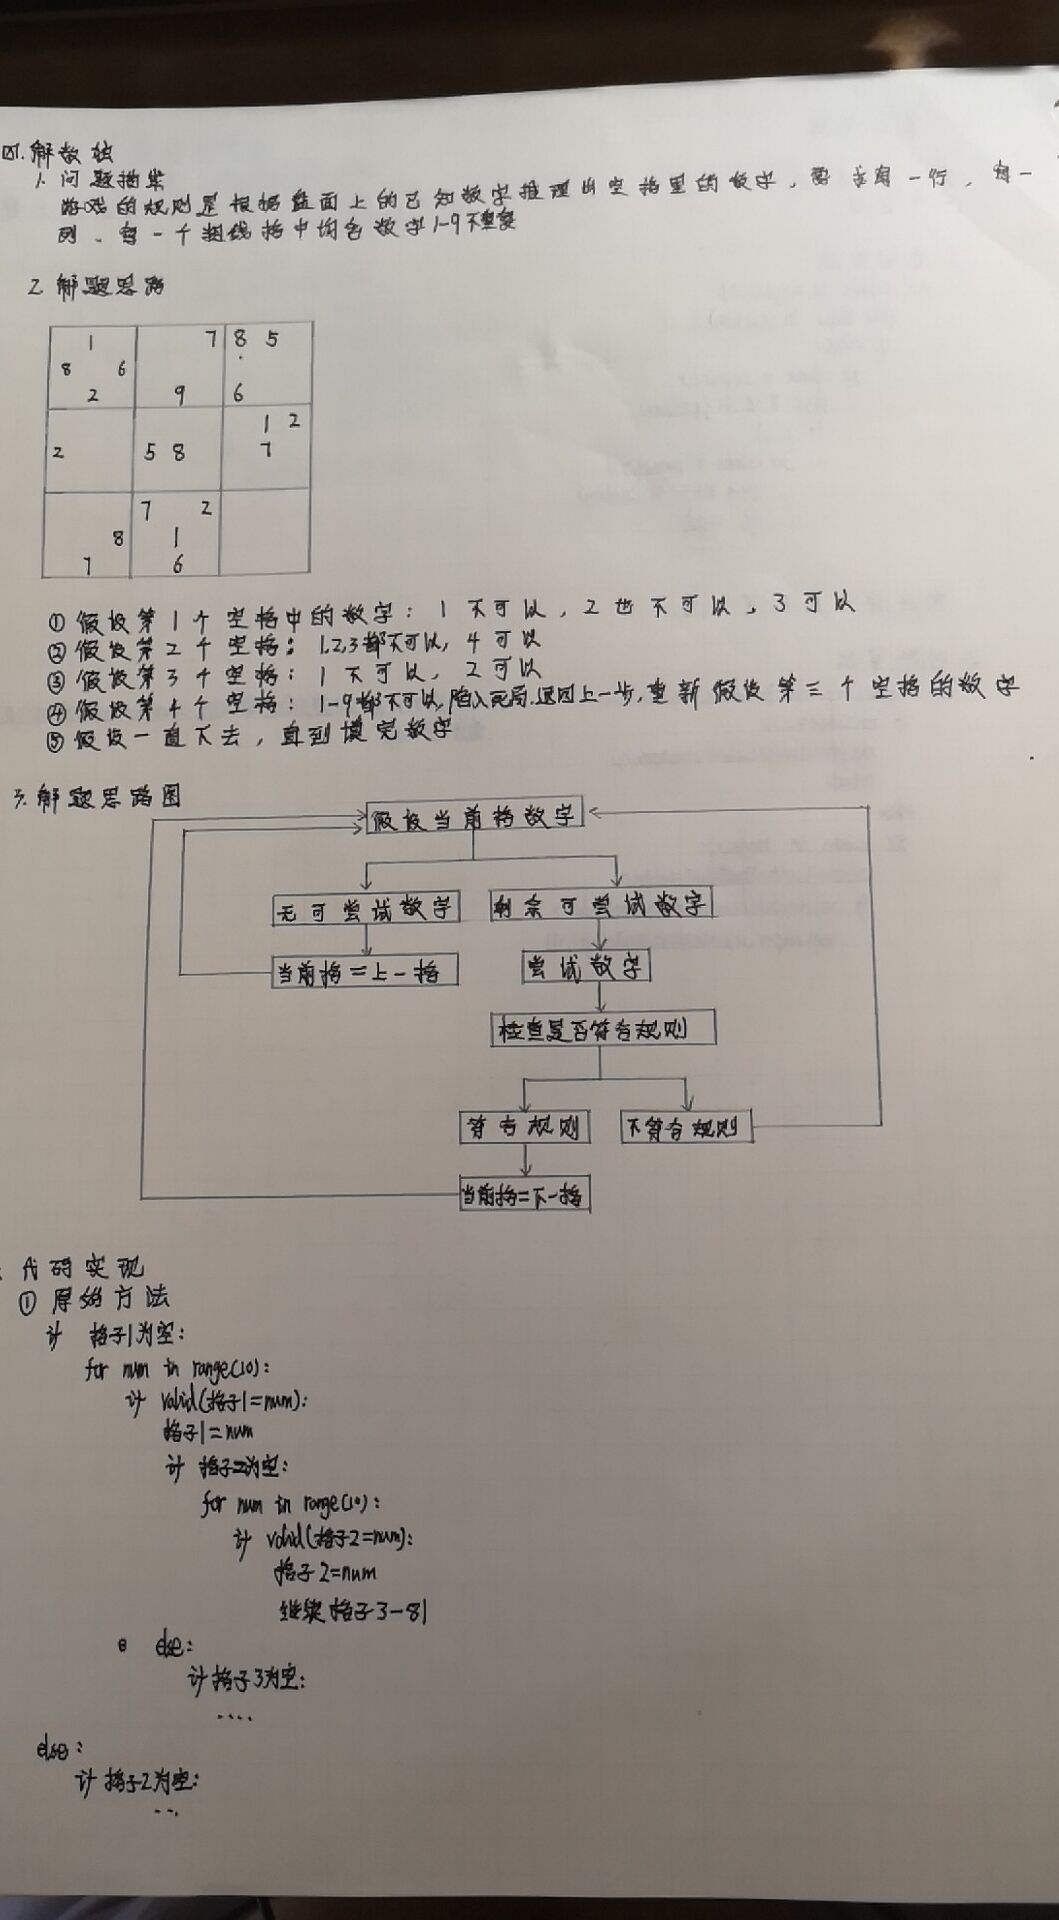 四.解数独
1.问题描集
游戏的规则是根据盘面上的已知数字推理出空格里的数字,需 每一行、每一
列、每一个粗线格中均含数字1-9不重复
2.解题思路
1 7 8 5
8 6
2 9 6
1 2
2 5 8 7
7 2
8 1
7 6
① 假设第1个空格中的数字: 1不可以,2也不可以,3可以
② 假设第2个空格: 1,2,3都不可以,4可以
③ 假设第3个空格: 1不可以,2可以
④ 假设第4个空格: 1-9都不可以,陷入死局,返回上一步,重新假设第三个空格的数字
⑤ 假设一直下去,直到填完数字
3.解题思路图
假设当前格数字
无可尝试数字 剩余可尝试数字
当前格=上一格 尝试数字
检查是否符合规则
符合规则 不符合规则
当前格=下一格
代码实现
① 原始方法
if 格子1为空:
for num in range(10):
if valid(格子1=num):
格子1=num
if 格子2为空:
for num in range(10):
if valid(格子2=num):
格子2=num
继续格子3-81
else:
if 格子3为空:
....
else:
if 格子2为空:
...